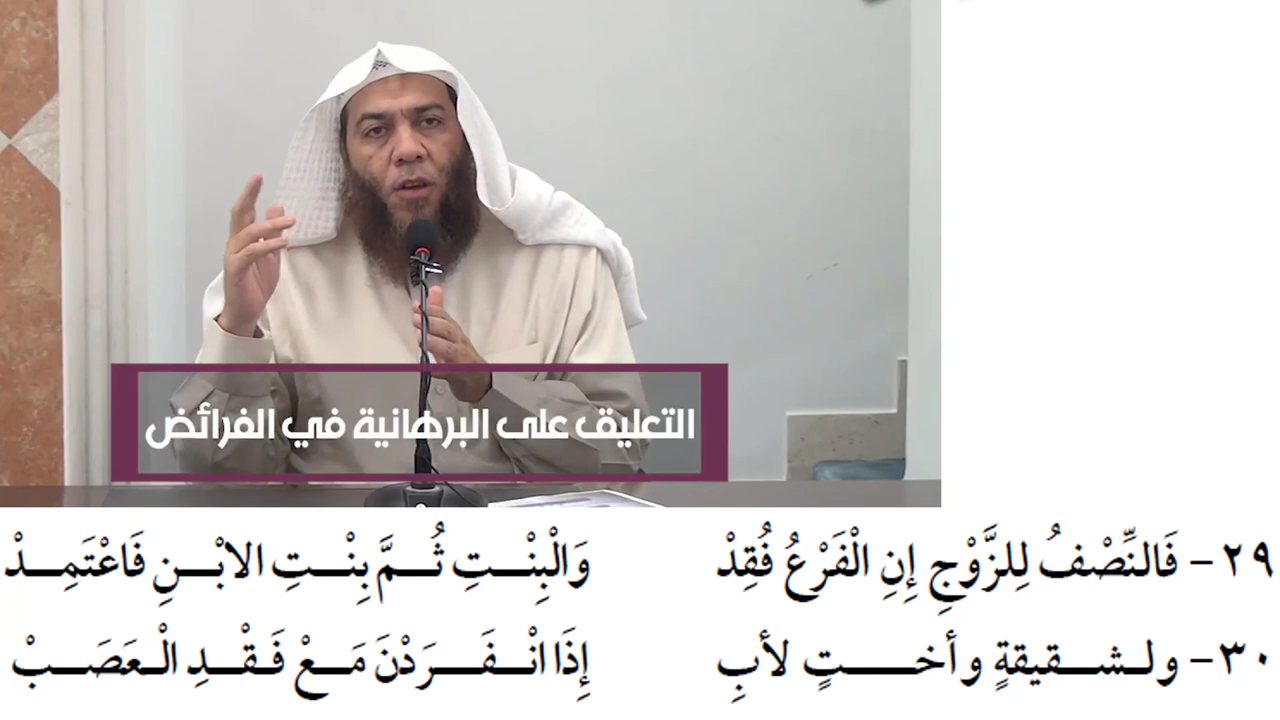 التعليق على البرهانية في الفرائض
٢٩- فَالنِّصْفُ لِلزَّوْجِ إِنِ الْفَرْعُ فُقِدْ وَالْبِنْتِ ثُمَّ بِنْتِ الابْنِ فَاعْتَمِدْ
٣٠- ولشقيقةٍ وأختٍ لأبِ إِذَا انْفَرَدْنَ مَعْ فَقْدِ الْعَصَبْ